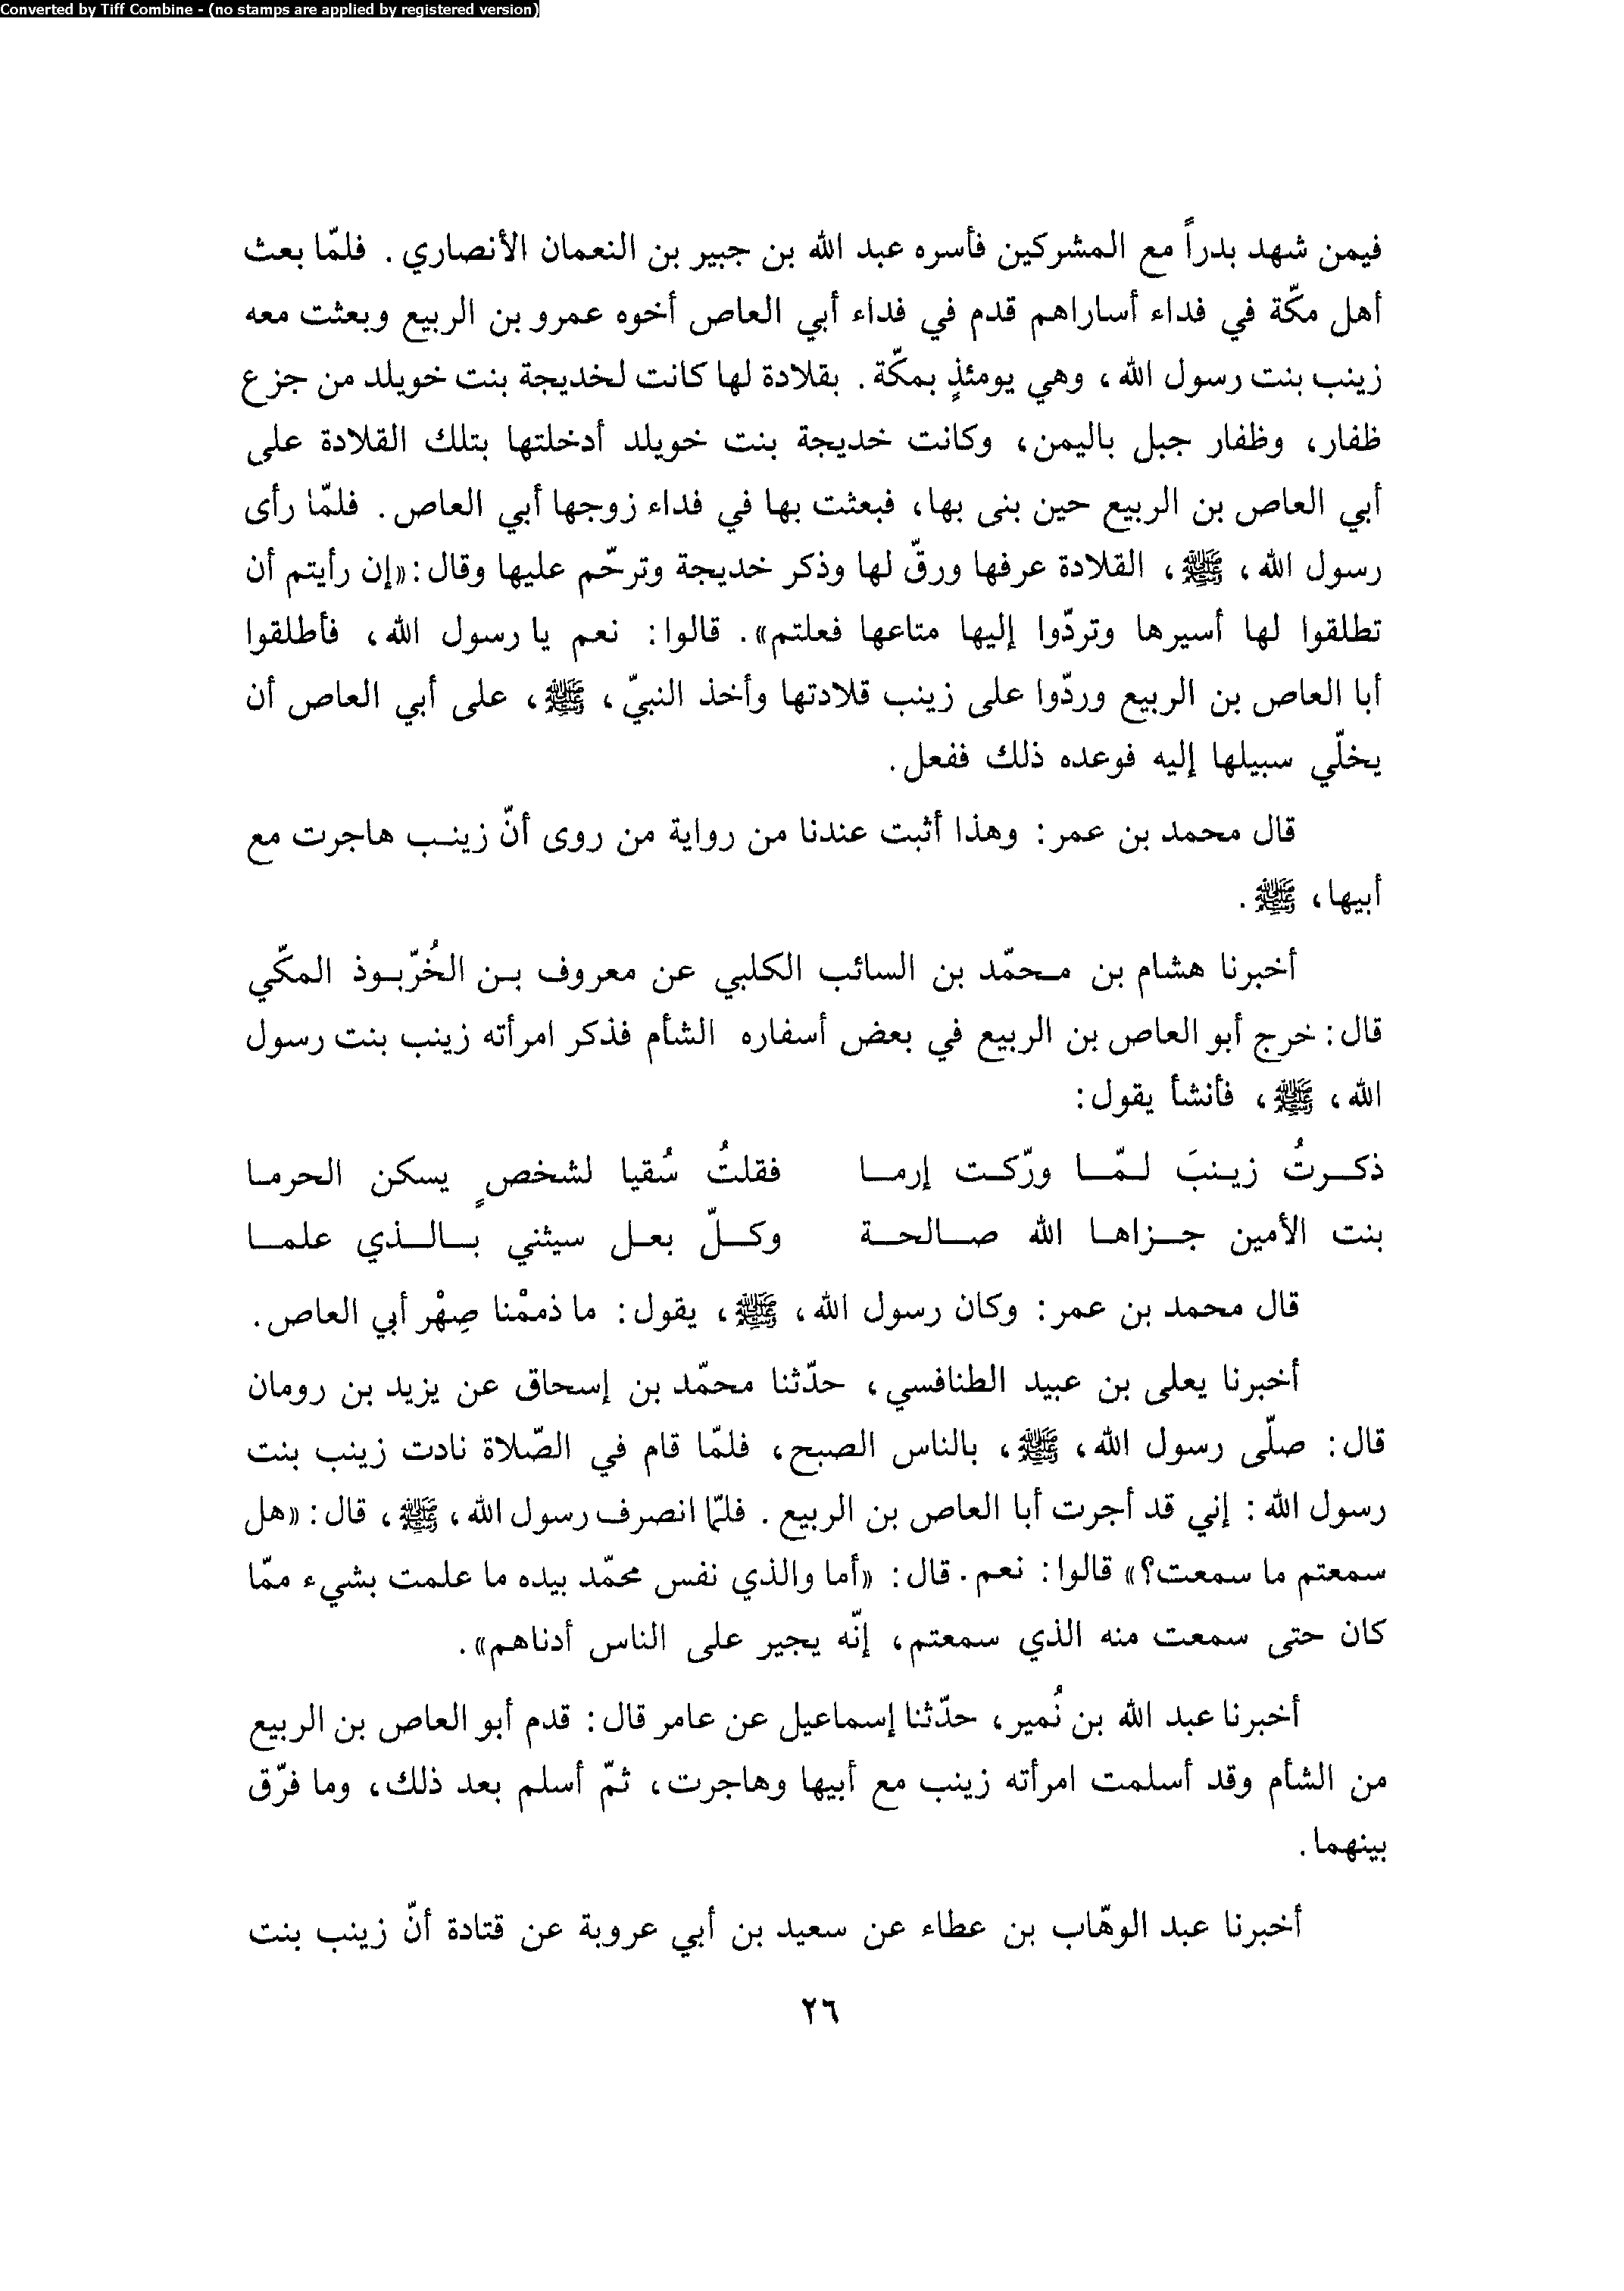 Converted by Tiff Combine - (no stamps are applied by registered version)
فيمن شهد بدراً مع المشركين فأسره عبد الله بن جبير بن النعمان الأنصاري. فلمّا بعث
أهل مكّة في فداء أساراهم قدم في فداء أبي العاص أخوه عمرو بن الربيع وبعثت معه
زينب بنت رسول الله، وهي يومئذٍ بمكّة. بقلادة لها كانت لخديجة بنت خويلد من جزع
ظفار، وظفار جبل باليمن، وكانت خديجة بنت خويلد أدخلتها بتلك القلادة على
أبي العاص بن الربيع حين بنى بها، فبعثت بها في فداء زوجها أبي العاص. فلمّا رأى
رسول الله، ﷺ، القلادة عرفها ورقّ لها وذكر خديجة وترحّم عليها وقال: «إن رأيتم أن
تطلقوا لها أسيرها وتردّوا إليها متاعها فعلتم». قالوا: نعم يا رسول الله، فأطلقوا
أبا العاص بن الربيع وردّوا على زينب قلادتها وأخذ النبيّ، ﷺ، على أبي العاص أن
يخلّي سبيلها إليه فوعده ذلك ففعل.
قال محمد بن عمر: وهذا أثبت عندنا من رواية من روى أنّ زينب هاجرت مع
أبيها، ﷺ.
أخبرنا هشام بن محمّد بن السائب الكلبي عن معروف بن الخُرّبوذ المكّي
قال: خرج أبو العاص بن الربيع في بعض أسفاره الشأم فذكر امرأته زينب بنت رسول
الله، ﷺ، فأنشأ يقول:
ذكرتُ زينبَ لمّا ورّكت إرما فقلتُ سُقيا لشخصٍ يسكن الحرما
بنت الأمين جزاها الله صالحة وكلّ بعل سيثني بالذي علما
قال محمد بن عمر: وكان رسول الله، ﷺ، يقول: ما ذممْنا صِهْر أبي العاص.
أخبرنا يعلى بن عبيد الطنافسي، حدّثنا محمّد بن إسحاق عن يزيد بن رومان
قال: صلّى رسول الله، ﷺ، بالناس الصبح، فلمّا قام في الصّلاة نادت زينب بنت
رسول الله: إني قد أجرت أبا العاص بن الربيع. فلمّا انصرف رسول الله، ﷺ، قال: «هل
سمعتم ما سمعت؟» قالوا: نعم. قال: «أما والذي نفس محمّد بيده ما علمت بشيء ممّا
كان حتى سمعت منه الذي سمعتم، إنّه يجير على الناس أدناهم».
أخبرنا عبد الله بن نُمير، حدّثنا إسماعيل عن عامر قال: قدم أبو العاص بن الربيع
من الشأم وقد أسلمت امرأته زينب مع أبيها وهاجرت، ثمّ أسلم بعد ذلك، وما فرّق
بينهما.
أخبرنا عبد الوهّاب بن عطاء عن سعيد بن أبي عروبة عن قتادة أنّ زينب بنت
٢٦